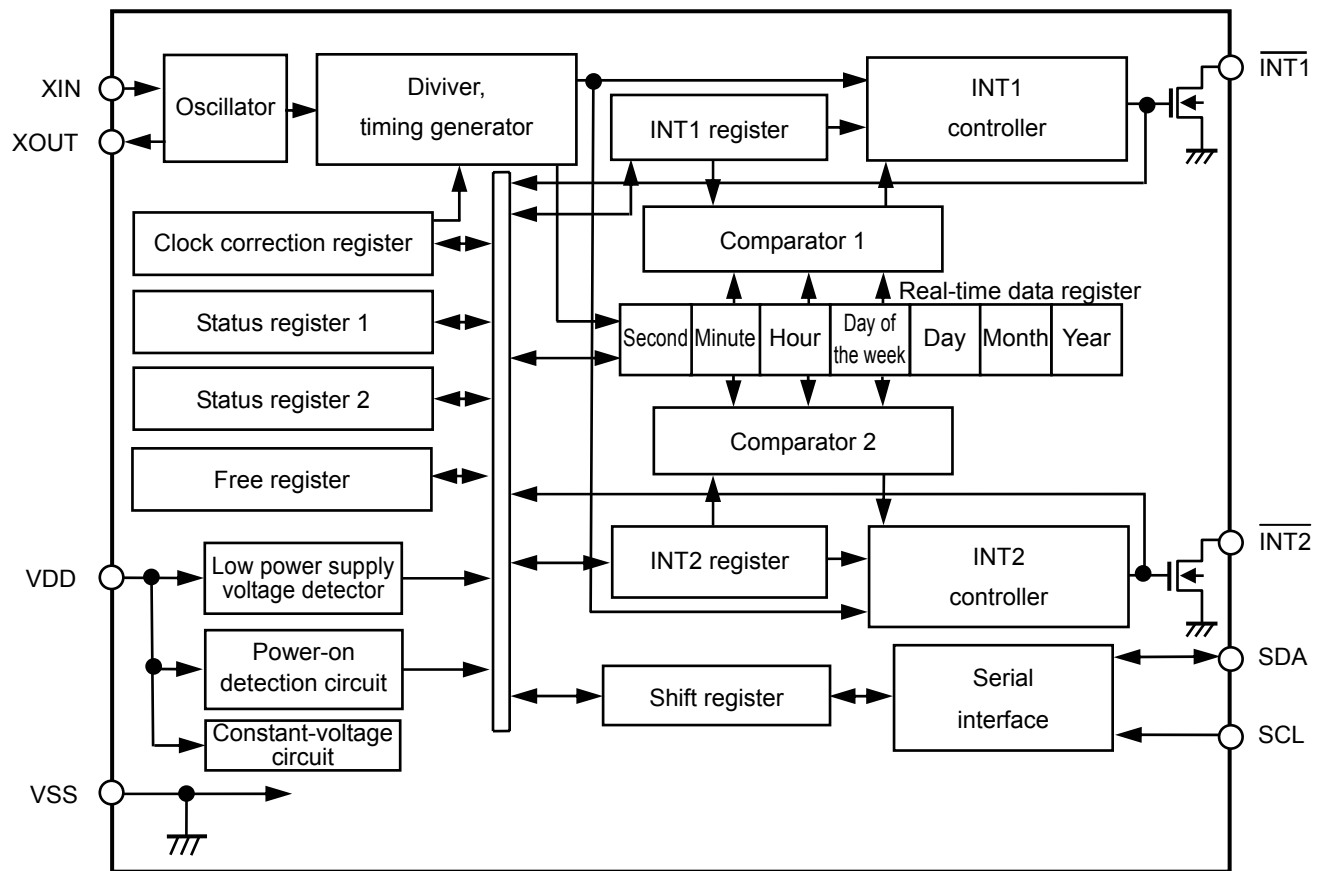 XIN
XOUT
Oscillator
Diviver,
timing generator
INT1 register
INT1
controller
INT1
Clock correction register
Comparator 1
Real-time data register
Status register 1
Second
Minute
Hour
Day of
the week
Day
Month
Year
Status register 2
Comparator 2
Free register
VDD
Low power supply
voltage detector
INT2 register
INT2
controller
INT2
Power-on
detection circuit
Shift register
Serial
interface
SDA
SCL
Constant-voltage
circuit
VSS